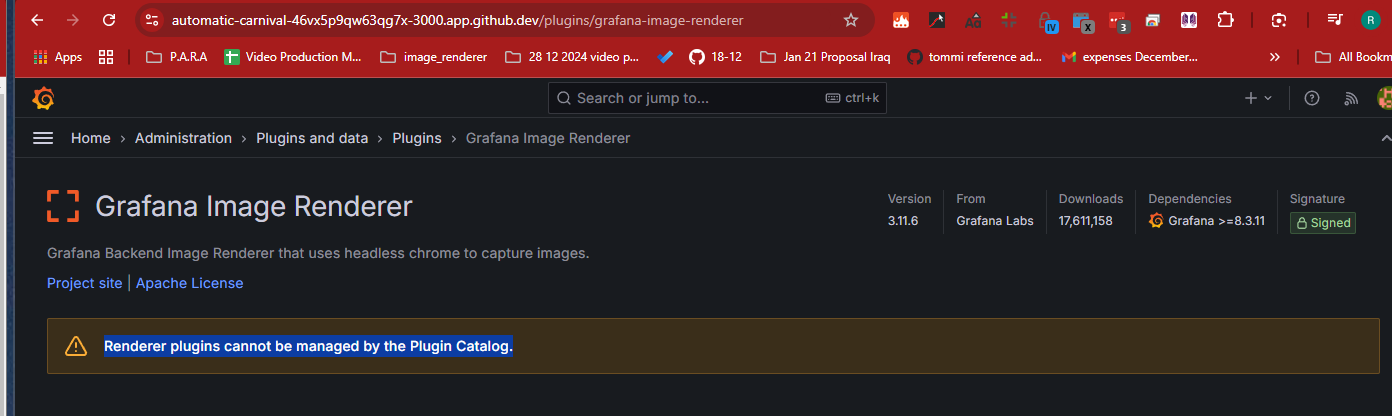 automatic-carnival-46vx5p9qw63qg7x-3000.app.github.dev/plugins/grafana-image-renderer
Ag
IV
X
3
R
Apps
P.A.R.A
Video Production M...
image_renderer
28 12 2024 video p...
18-12
Jan 21 Proposal Iraq
tommi reference ad...
expenses December...
»
All Bookm
Search or jump to...
ctrl+k
Home › Administration › Plugins and data › Plugins › Grafana Image Renderer
Grafana Image Renderer
Version
3.11.6
From
Grafana Labs
Downloads
17,611,158
Dependencies
Grafana >=8.3.11
Signature
Signed
Grafana Backend Image Renderer that uses headless chrome to capture images.
Project site | Apache License
Renderer plugins cannot be managed by the Plugin Catalog.